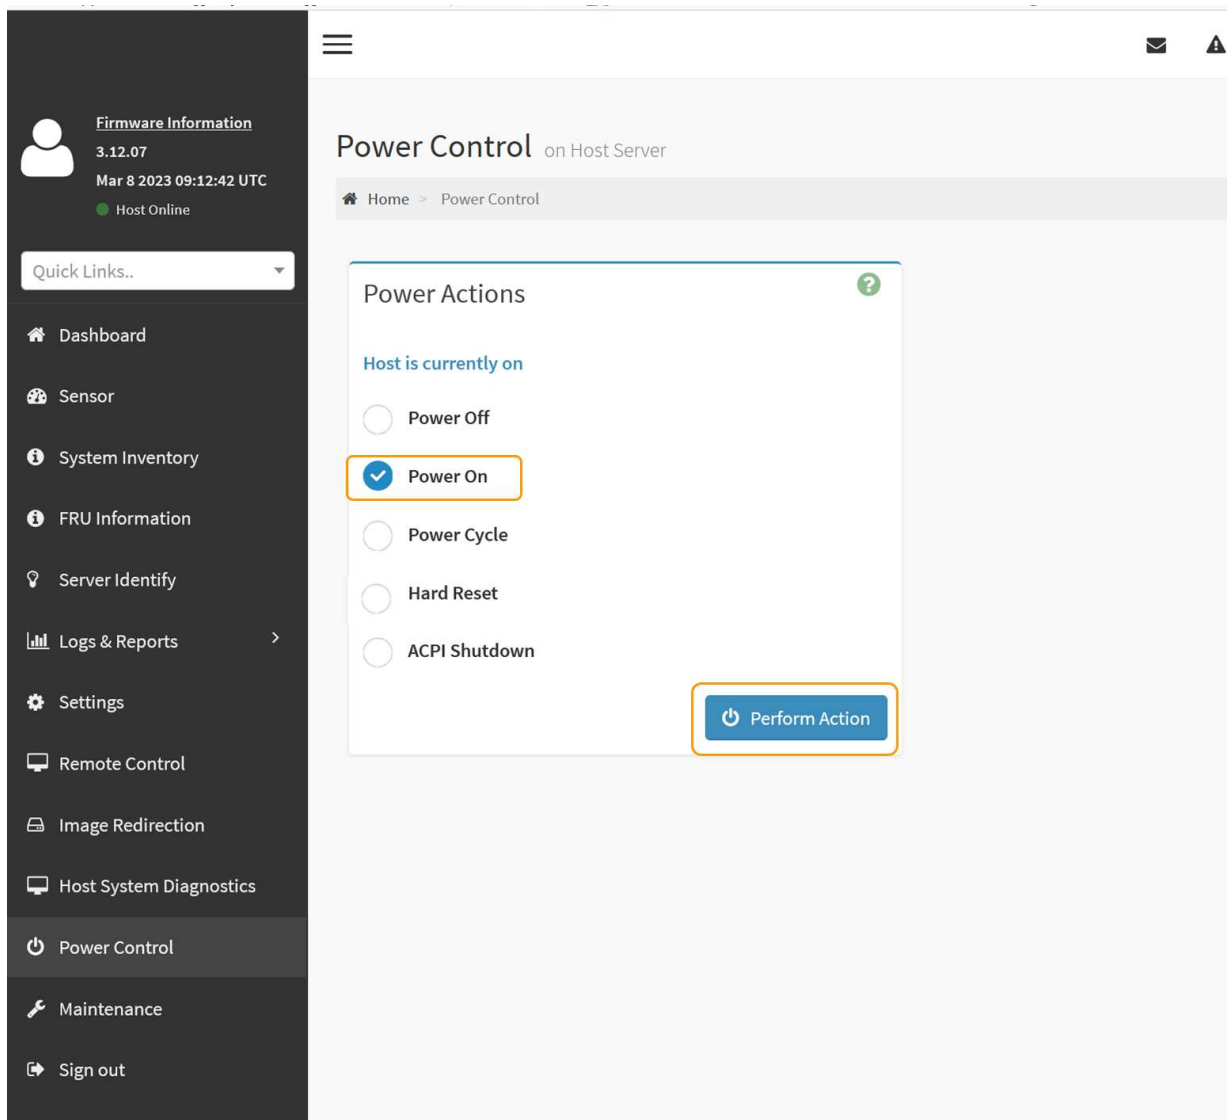 Firmware Information
3.12.07
Mar 8 2023 09:12:42 UTC
Host Online
Quick Links..
Dashboard
Sensor
System Inventory
FRU Information
Server Identify
Logs & Reports
Settings
Remote Control
Image Redirection
Host System Diagnostics
Power Control
Maintenance
Sign out
Power Control on Host Server
Home > Power Control
Power Actions
Host is currently on
Power Off
Power On
Power Cycle
Hard Reset
ACPI Shutdown
Perform Action